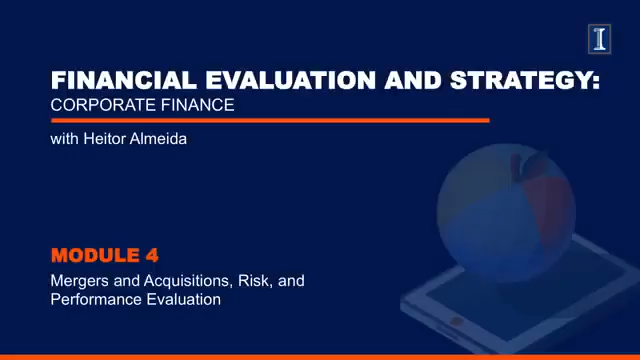 I
FINANCIAL EVALUATION AND STRATEGY:
CORPORATE FINANCE
with Heitor Almeida
MODULE 4
Mergers and Acquisitions, Risk, and
Performance Evaluation